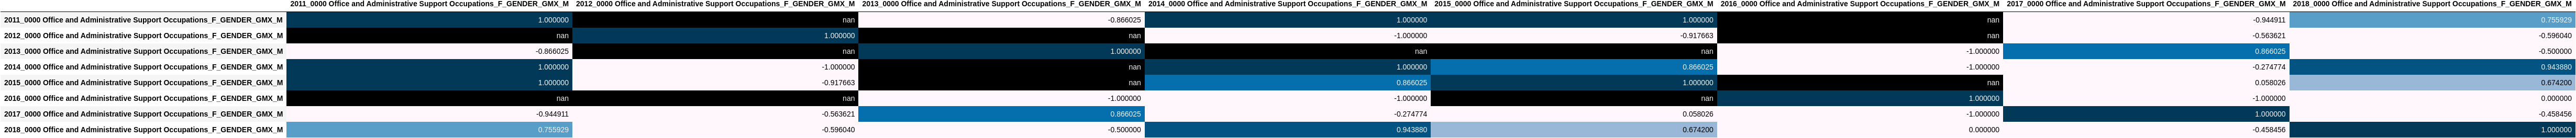 2011_0000 Office and Administrative Support Occupations_F_GENDER_GMX_M 2012_0000 Office and Administrative Support Occupations_F_GENDER_GMX_M 2013_0000 Office and Administrative Support Occupations_F_GENDER_GMX_M 2014_0000 Office and Administrative Support Occupations_F_GENDER_GMX_M 2015_0000 Office and Administrative Support Occupations_F_GENDER_GMX_M 2016_0000 Office and Administrative Support Occupations_F_GENDER_GMX_M 2017_0000 Office and Administrative Support Occupations_F_GENDER_GMX_M 2018_0000 Office and Administrative Support Occupations_F_GENDER_GMX_M
2011_0000 Office and Administrative Support Occupations_F_GENDER_GMX_M 1.000000 nan -0.866025 1.000000 1.000000 nan -0.944911 0.755929
2012_0000 Office and Administrative Support Occupations_F_GENDER_GMX_M nan 1.000000 nan -1.000000 -0.917663 nan -0.563621 -0.596040
2013_0000 Office and Administrative Support Occupations_F_GENDER_GMX_M -0.866025 nan 1.000000 nan nan -1.000000 0.866025 -0.500000
2014_0000 Office and Administrative Support Occupations_F_GENDER_GMX_M 1.000000 -1.000000 nan 1.000000 0.866025 -1.000000 -0.274774 0.943880
2015_0000 Office and Administrative Support Occupations_F_GENDER_GMX_M 1.000000 -0.917663 nan 0.866025 1.000000 nan 0.058026 0.674200
2016_0000 Office and Administrative Support Occupations_F_GENDER_GMX_M nan nan -1.000000 -1.000000 nan 1.000000 -1.000000 0.000000
2017_0000 Office and Administrative Support Occupations_F_GENDER_GMX_M -0.944911 -0.563621 0.866025 -0.274774 0.058026 -1.000000 1.000000 -0.458456
2018_0000 Office and Administrative Support Occupations_F_GENDER_GMX_M 0.755929 -0.596040 -0.500000 0.943880 0.674200 0.000000 -0.458456 1.000000